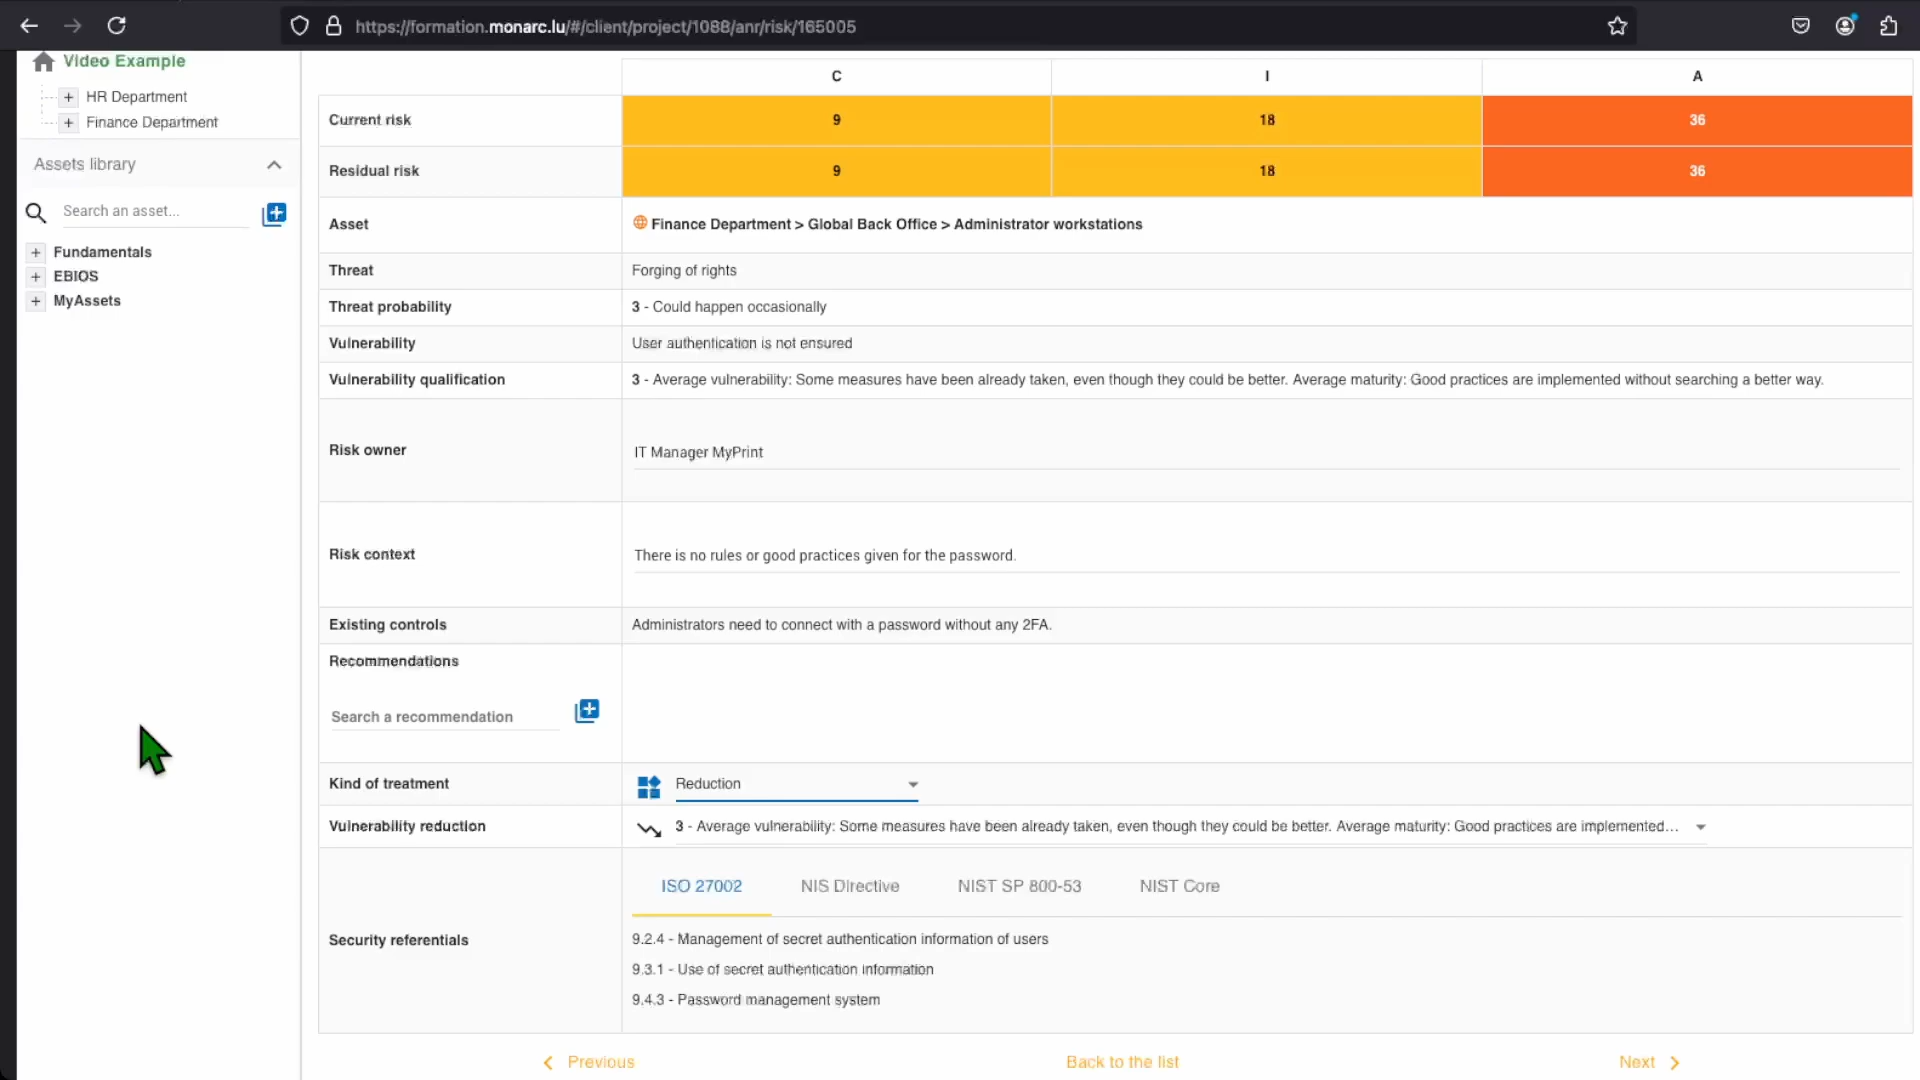 https://formation.monarc.lu/#/client/project/1088/anr/risk/165005
Video Example
HR Department
Finance Department
Assets library
Search an asset...
Fundamentals
EBIOS
MyAssets
C I A
Current risk 9 18 36
Residual risk 9 18 36
Asset Finance Department > Global Back Office > Administrator workstations
Threat Forging of rights
Threat probability 3 - Could happen occasionally
Vulnerability User authentication is not ensured
Vulnerability qualification 3 - Average vulnerability: Some measures have been already taken, even though they could be better. Average maturity: Good practices are implemented without searching a better way.
Risk owner IT Manager MyPrint
Risk context There is no rules or good practices given for the password.
Existing controls Administrators need to connect with a password without any 2FA.
Recommendations
Search a recommendation
Kind of treatment Reduction
Vulnerability reduction 3 - Average vulnerability: Some measures have been already taken, even though they could be better. Average maturity: Good practices are implemented...
ISO 27002 NIS Directive NIST SP 800-53 NIST Core
Security referentials
9.2.4 - Management of secret authentication information of users
9.3.1 - Use of secret authentication information
9.4.3 - Password management system
Previous Back to the list Next